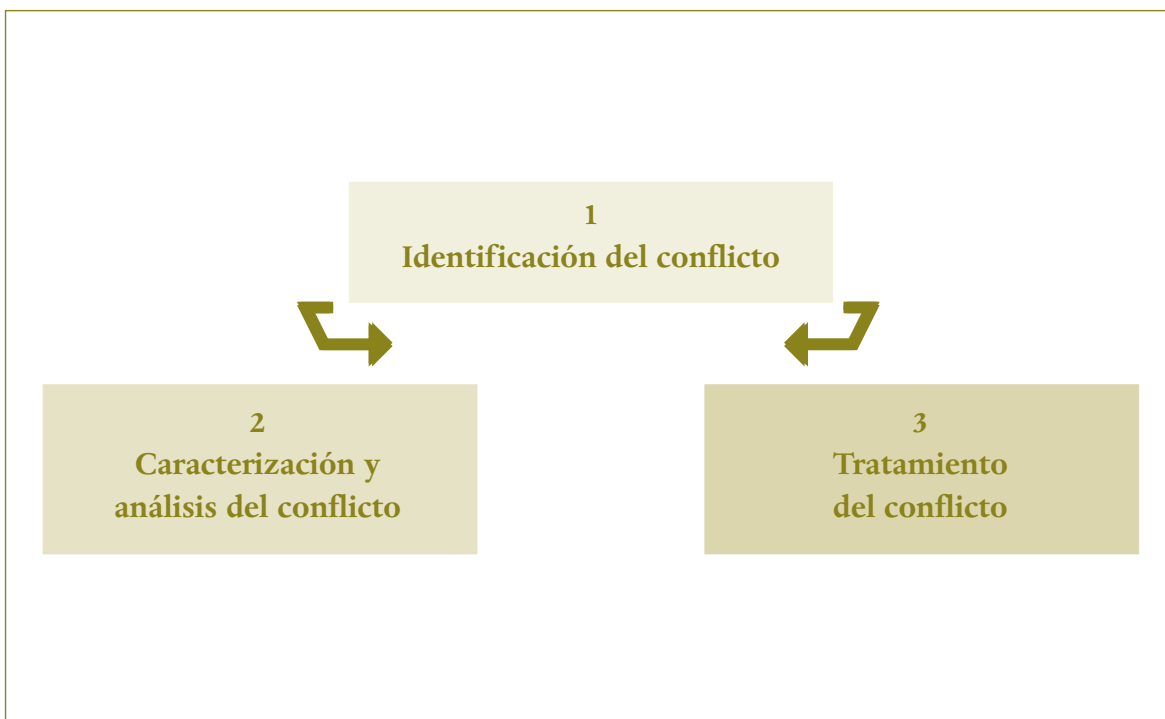 1
Identificación del conflicto
2
Caracterización y
análisis del conflicto
3
Tratamiento
del conflicto